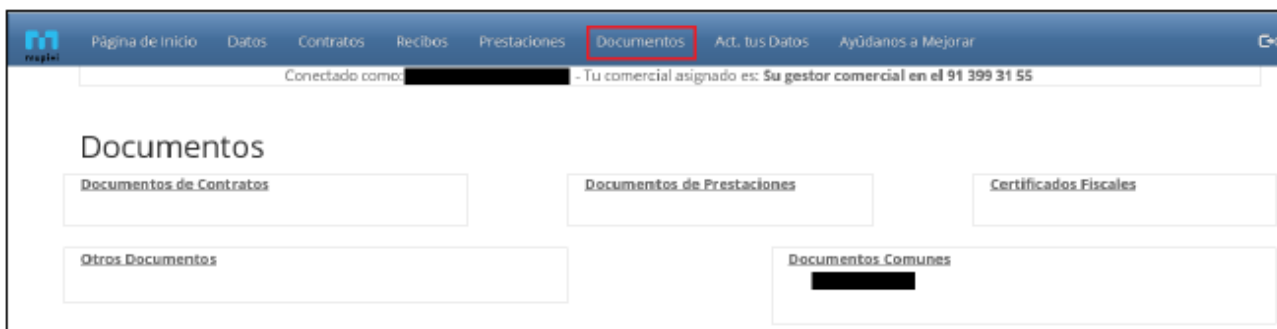 mupiti
Página de Inicio Datos Contratos Recibos Prestaciones Documentos Act. tus Datos Ayúdanos a Mejorar
Conectado como: - Tu comercial asignado es: Su gestor comercial en el 91 399 31 55
Documentos
Documentos de Contratos Documentos de Prestaciones Certificados Fiscales
Otros Documentos Documentos Comunes